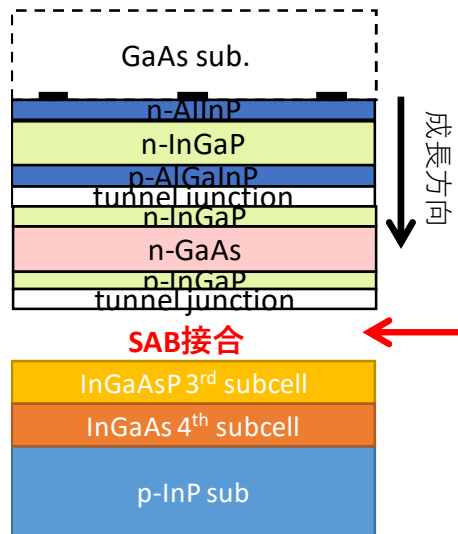 GaAs sub.
n-AlInP
n-InGaP
p-AlGaInP
tunnel junction
n-InGaP
n-GaAs
p-InGaP
tunnel junction
成長方向
SAB接合
InGaAsP 3rd subcell
InGaAs 4th subcell
p-InP sub